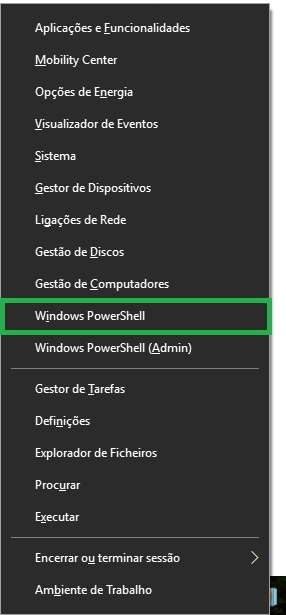 Aplicações e Funcionalidades
Mobility Center
Opções de Energia
Visualizador de Eventos
Sistema
Gestor de Dispositivos
Ligações de Rede
Gestão de Discos
Gestão de Computadores
Windows PowerShell
Windows PowerShell (Admin)
Gestor de Tarefas
Definições
Explorador de Ficheiros
Procurar
Executar
Encerrar ou terminar sessão
Ambiente de Trabalho